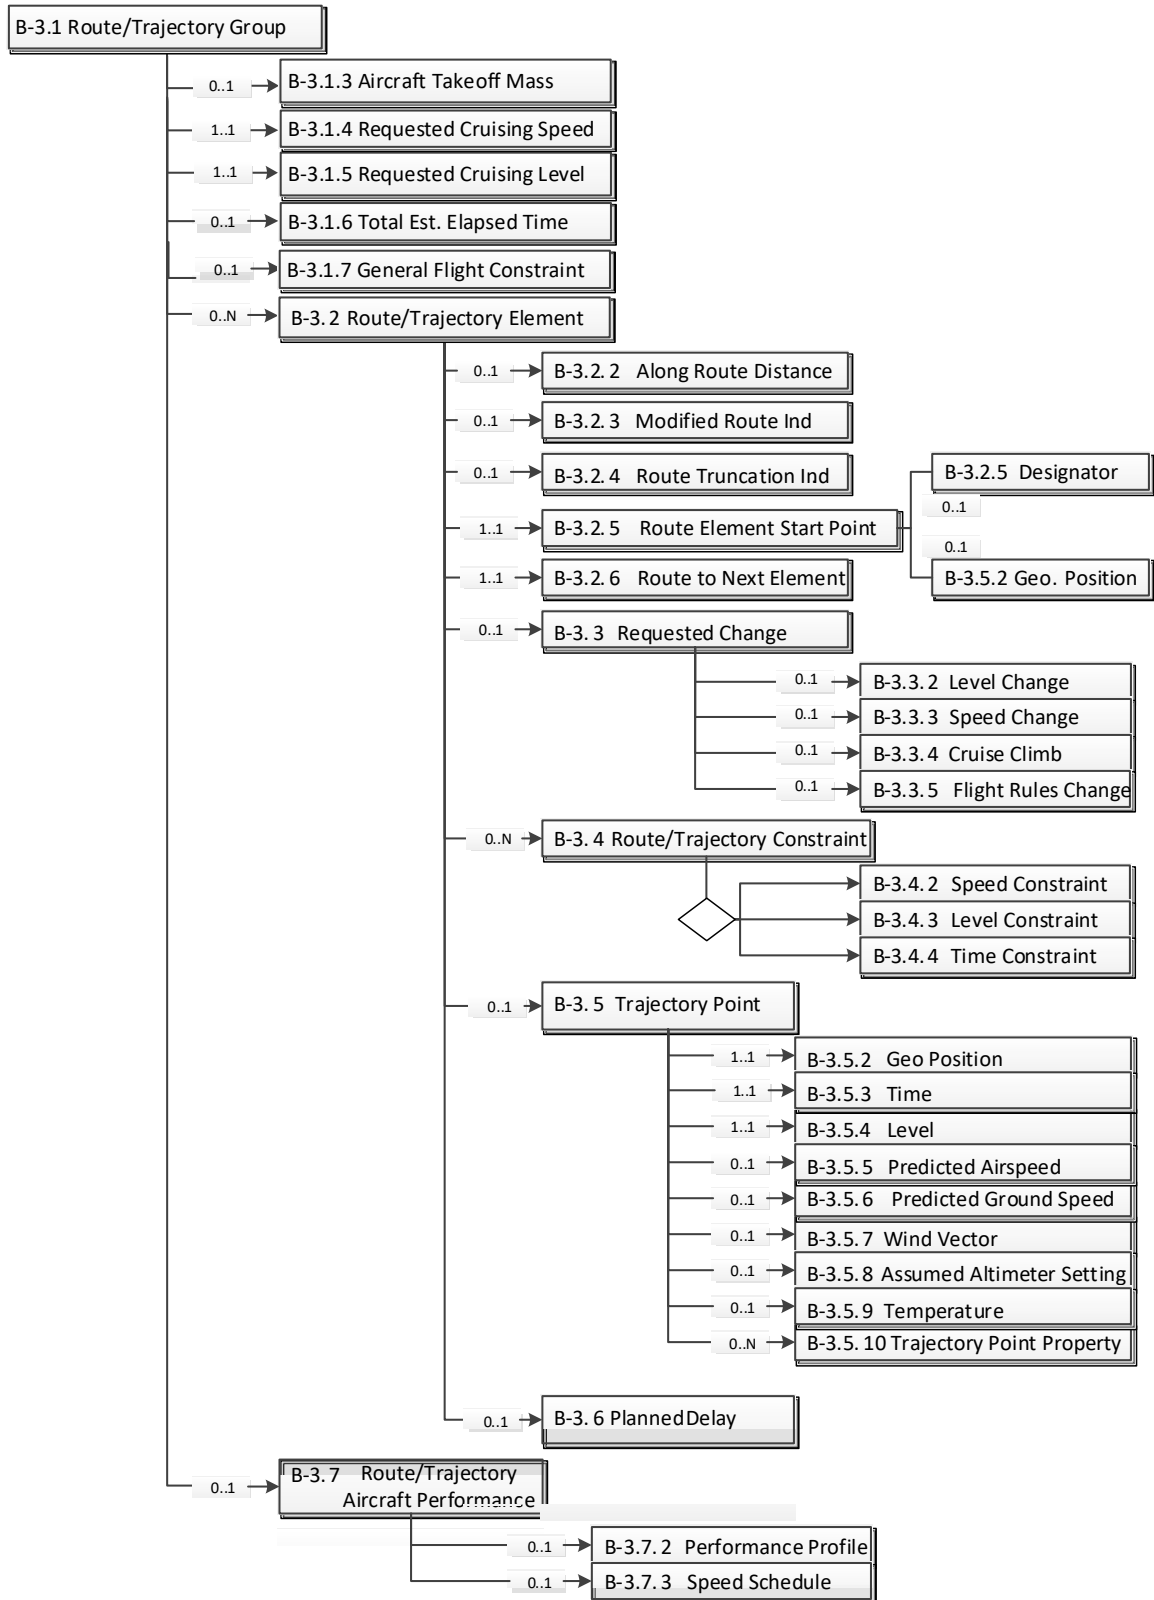 B-3.1 Route/Trajectory Group
0..1
B-3.1.3 Aircraft Takeoff Mass
1..1
B-3.1.4 Requested Cruising Speed
1..1
B-3.1.5 Requested Cruising Level
0..1
B-3.1.6 Total Est. Elapsed Time
0..1
B-3.1.7 General Flight Constraint
0..N
B-3.2 Route/Trajectory Element
0..1
B-3.2.2 Along Route Distance
0..1
B-3.2.3 Modified Route Ind
0..1
B-3.2.4 Route Truncation Ind
B-3.2.5 Designator
0..1
1..1
B-3.2.5 Route Element Start Point
0..1
B-3.5.2 Geo. Position
1..1
B-3.2.6 Route to Next Element
0..1
B-3.3 Requested Change
0..1
B-3.3.2 Level Change
0..1
B-3.3.3 Speed Change
0..1
B-3.3.4 Cruise Climb
0..1
B-3.3.5 Flight Rules Change
0..N
B-3.4 Route/Trajectory Constraint
B-3.4.2 Speed Constraint
B-3.4.3 Level Constraint
B-3.4.4 Time Constraint
0..1
B-3.5 Trajectory Point
1..1
B-3.5.2 Geo Position
1..1
B-3.5.3 Time
1..1
B-3.5.4 Level
0..1
B-3.5.5 Predicted Airspeed
0..1
B-3.5.6 Predicted Ground Speed
0..1
B-3.5.7 Wind Vector
0..1
B-3.5.8 Assumed Altimeter Setting
0..1
B-3.5.9 Temperature
0..N
B-3.5.10 Trajectory Point Property
0..1
B-3.6 Planned Delay
0..1
B-3.7 Route/Trajectory
Aircraft Performance
0..1
B-3.7.2 Performance Profile
0..1
B-3.7.3 Speed Schedule